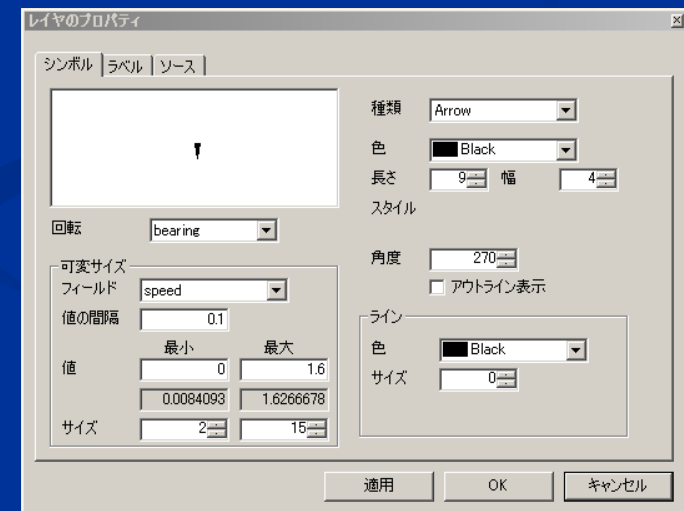 レイヤのプロパティ
シンボル ラベル ソース
種類 Arrow
色 Black
長さ 9 幅 4
スタイル
回転 bearing
角度 270
アウトライン表示
可変サイズ
フィールド speed
値の間隔 0.1
最小 最大
値 0 1.6
0.0084093 1.6266678
サイズ 2 15
ライン
色 Black
サイズ 0
適用 OK キャンセル